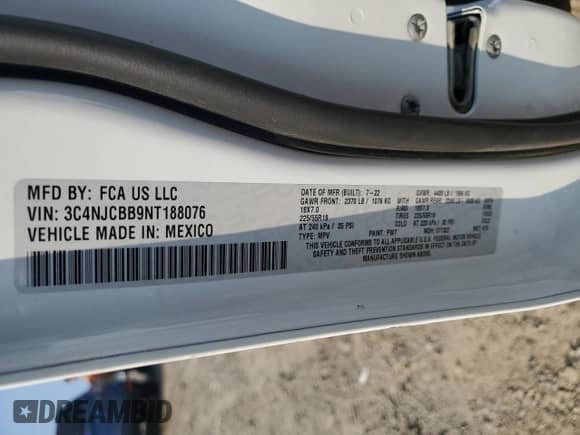 MFD BY: FCA US LLC
VIN: 3C4NJCBB9NT188076
VEHICLE MADE IN: MEXICO
DATE OF MFR (BUILT): 7-22
GAWR FRONT: 2370 LB / 1076 KG WITH
18X7.0
225/55R18
AT 240 kPa / 35 PSI COLD
TYPE: MPV PAINT: PW7
THIS VEHICLE CONFORMS TO ALL APPLICABLE U.S.A. FEDERAL MOTOR VEHICLE
SAFETY AND THEFT PREVENTION STANDARDS IN EFFECT ON THE DATE OF MFR. SHOWN ABOVE.
DREAMBID